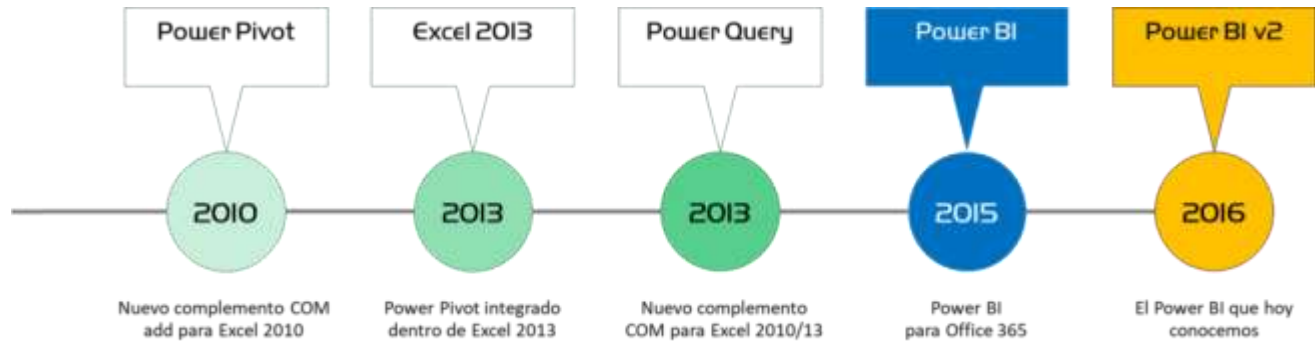 Power Pivot
Excel 2013
Power Query
Power BI
Power BI v2
2010
2013
2013
2015
2016
Nuevo complemento COM
add para Excel 2010
Power Pivot integrado
dentro de Excel 2013
Nuevo complemento
COM para Excel 2010/13
Power BI
para Office 365
El Power BI que hoy
conocemos